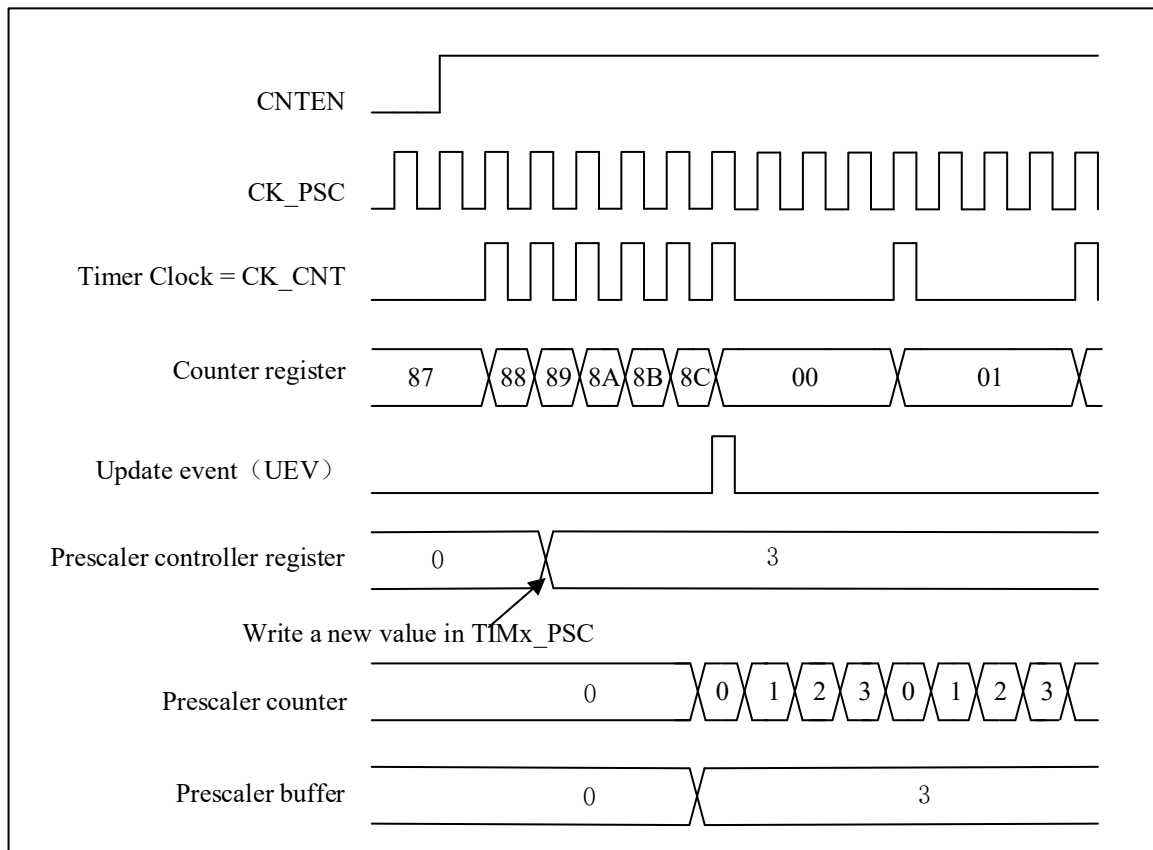 CNTEN
CK_PSC
Timer Clock = CK_CNT
Counter register
87 88 89 8A 8B 8C 00 01
Update event（UEV）
Prescaler controller register
0 3
Write a new value in TIMx_PSC
Prescaler counter
0 0 1 2 3 0 1 2 3
Prescaler buffer
0 3